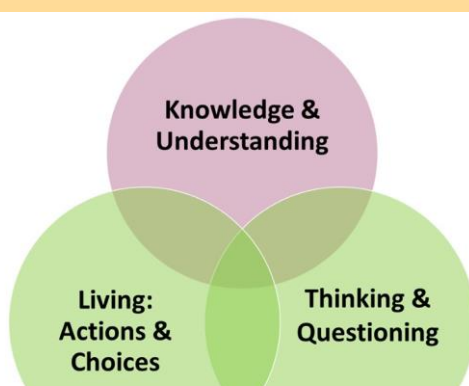 Knowledge &
Understanding
Living:
Actions &
Choices
Thinking &
Questioning